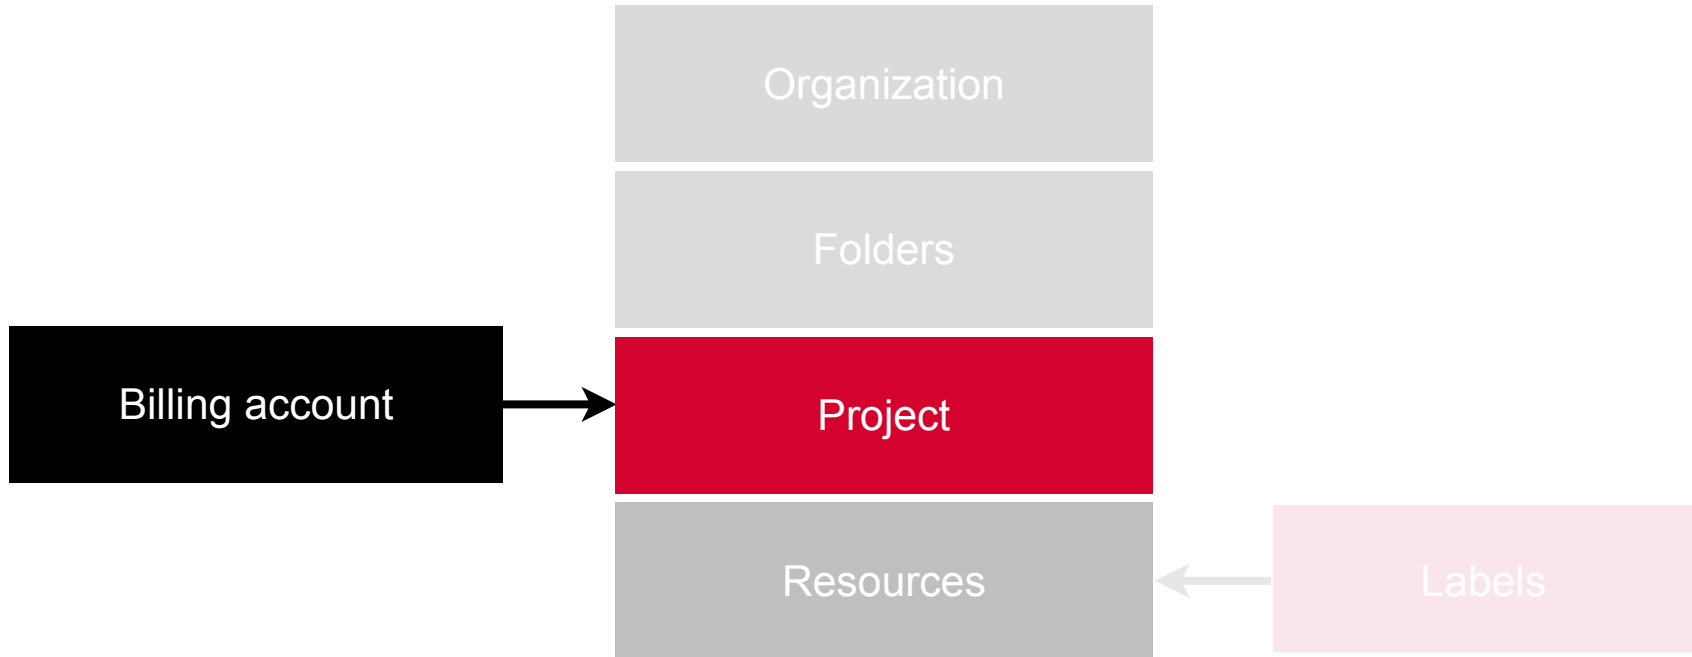 Organization
Folders
Billing account
Project
Resources
Labels